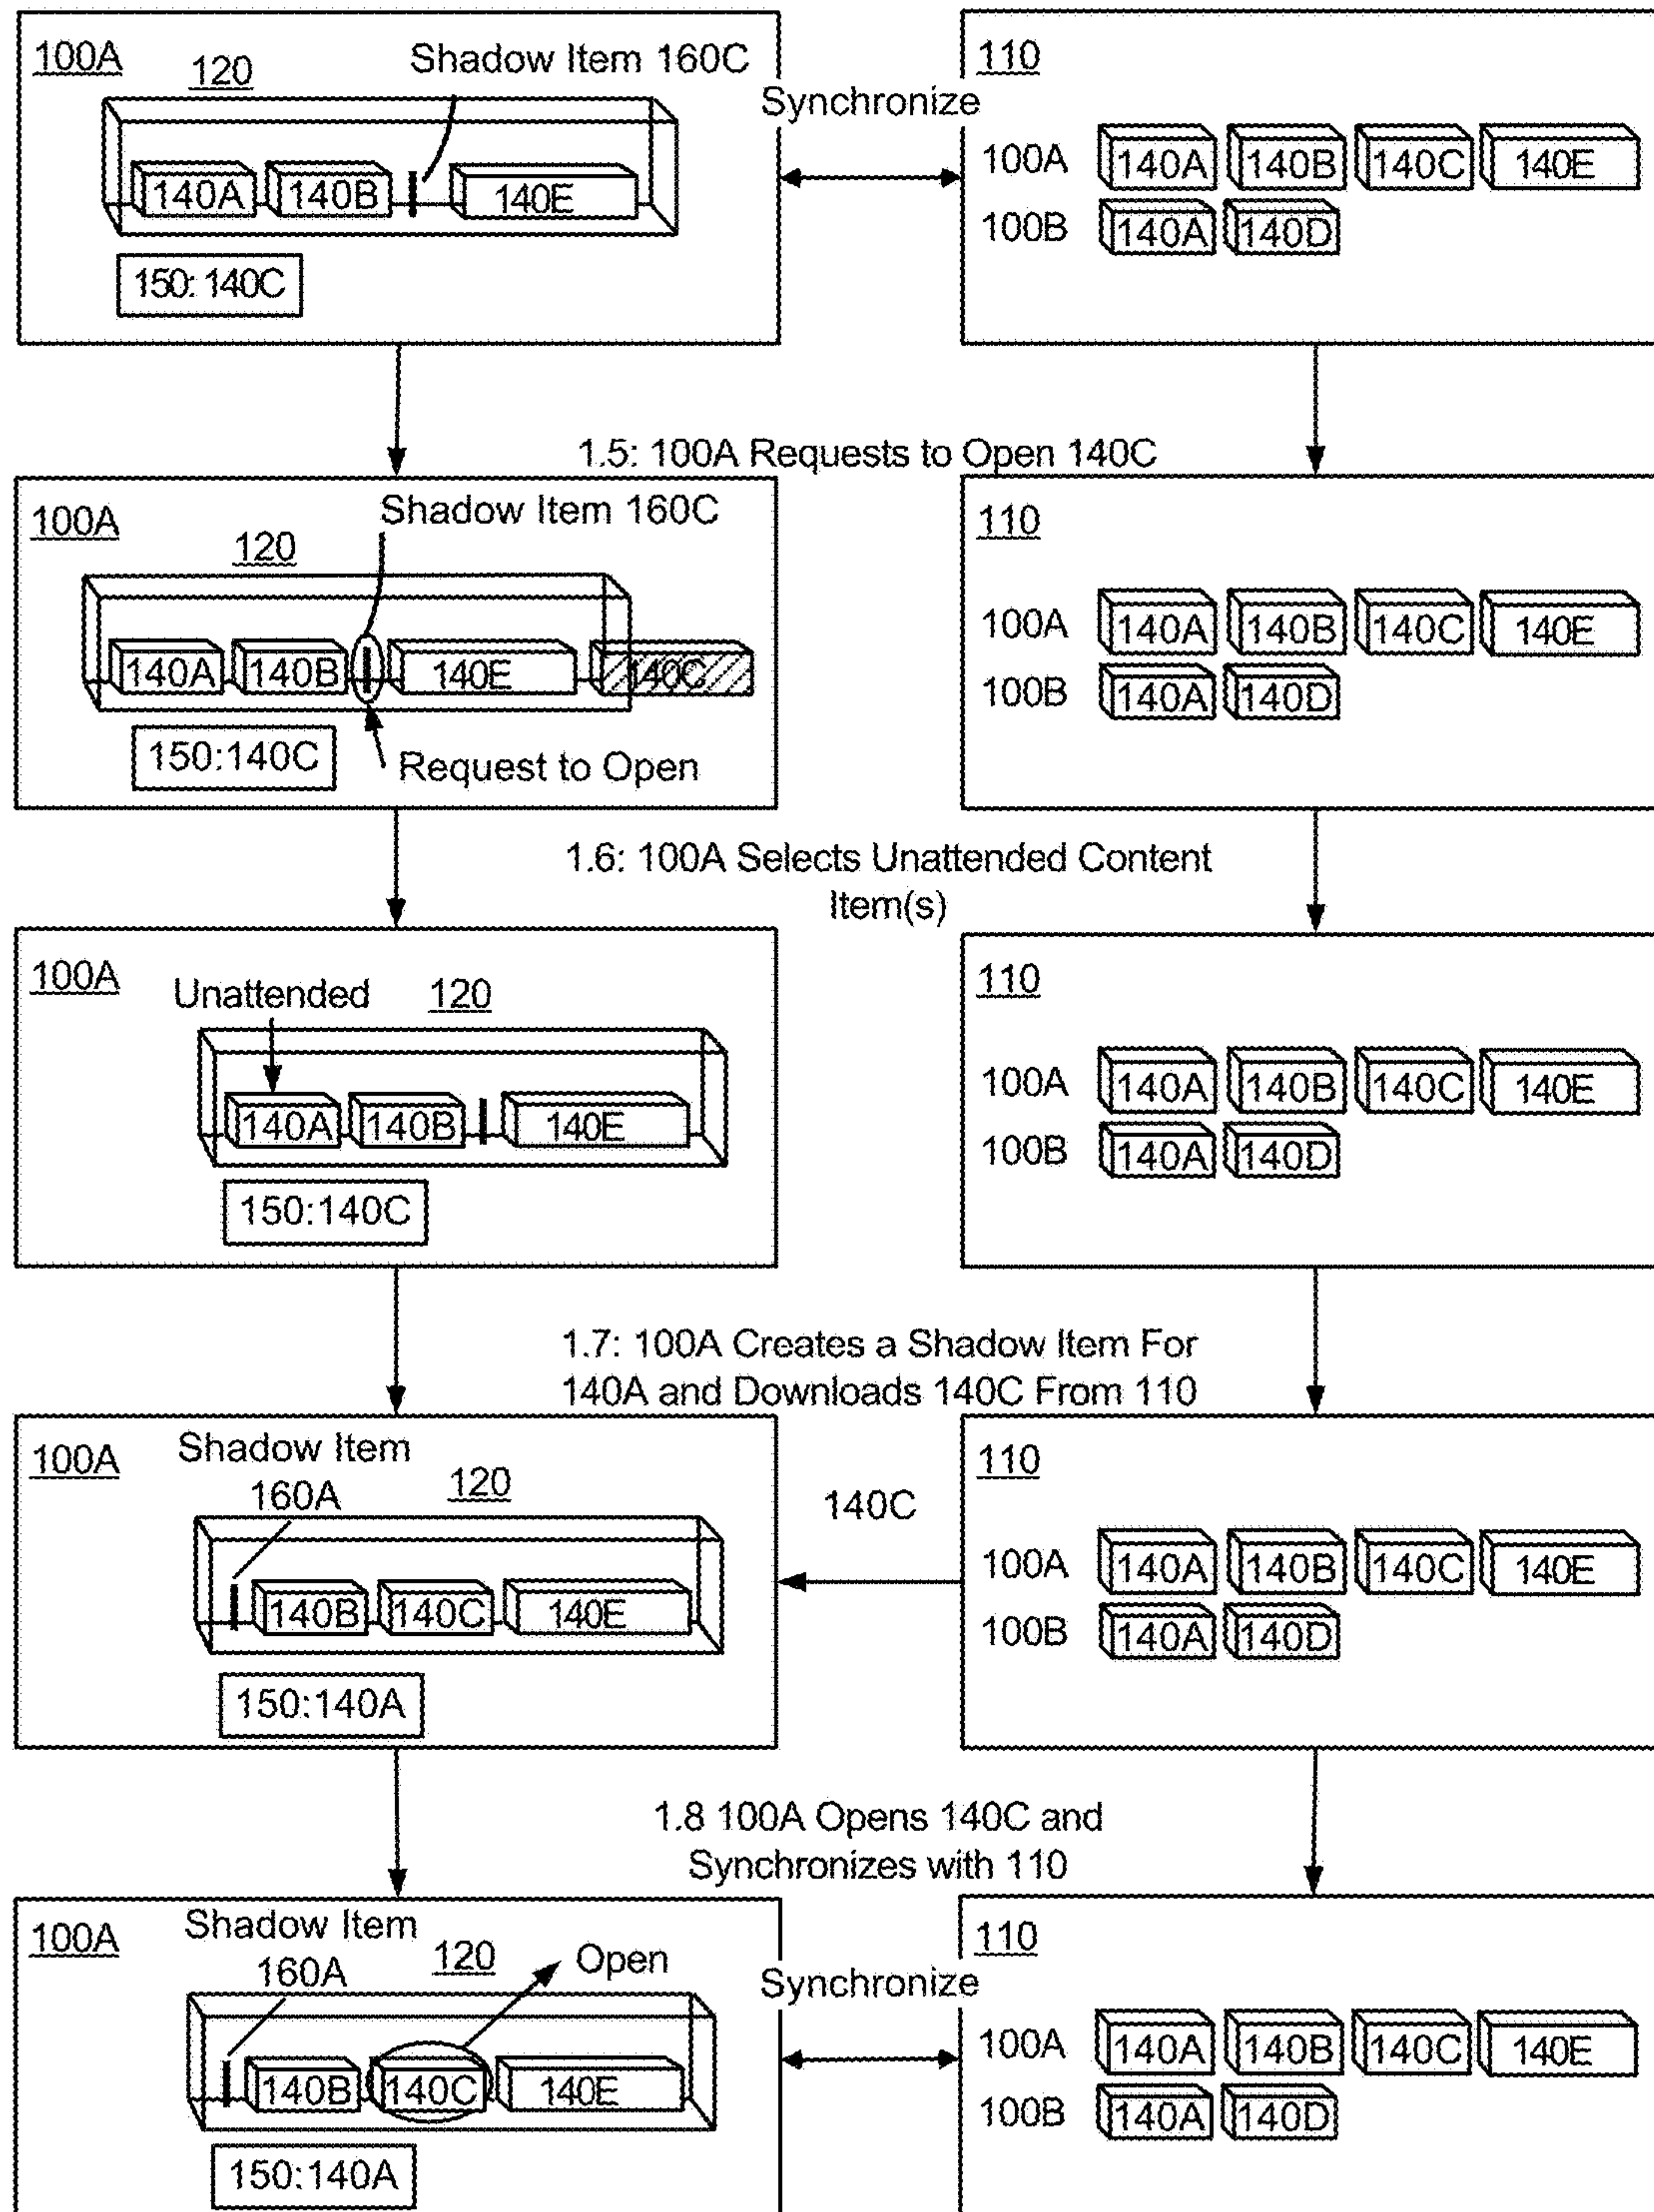 100A
120
Shadow Item 160C
140A 140B 140E
150: 140C
Synchronize
110
100A 140A 140B 140C 140E
100B 140A 140D
1.5: 100A Requests to Open 140C
100A
Shadow Item 160C
120
140A 140B 140E 140C
150:140C
Request to Open
110
100A 140A 140B 140C 140E
100B 140A 140D
1.6: 100A Selects Unattended Content
Item(s)
100A
Unattended
120
140A 140B 140E
150:140C
110
100A 140A 140B 140C 140E
100B 140A 140D
1.7: 100A Creates a Shadow Item For
140A and Downloads 140C From 110
100A
Shadow Item
160A
120
140B 140C 140E
150:140A
140C
110
100A 140A 140B 140C 140E
100B 140A 140D
1.8 100A Opens 140C and
Synchronizes with 110
100A
Shadow Item
160A
120
Open
140B 140C 140E
150:140A
Synchronize
110
100A 140A 140B 140C 140E
100B 140A 140D